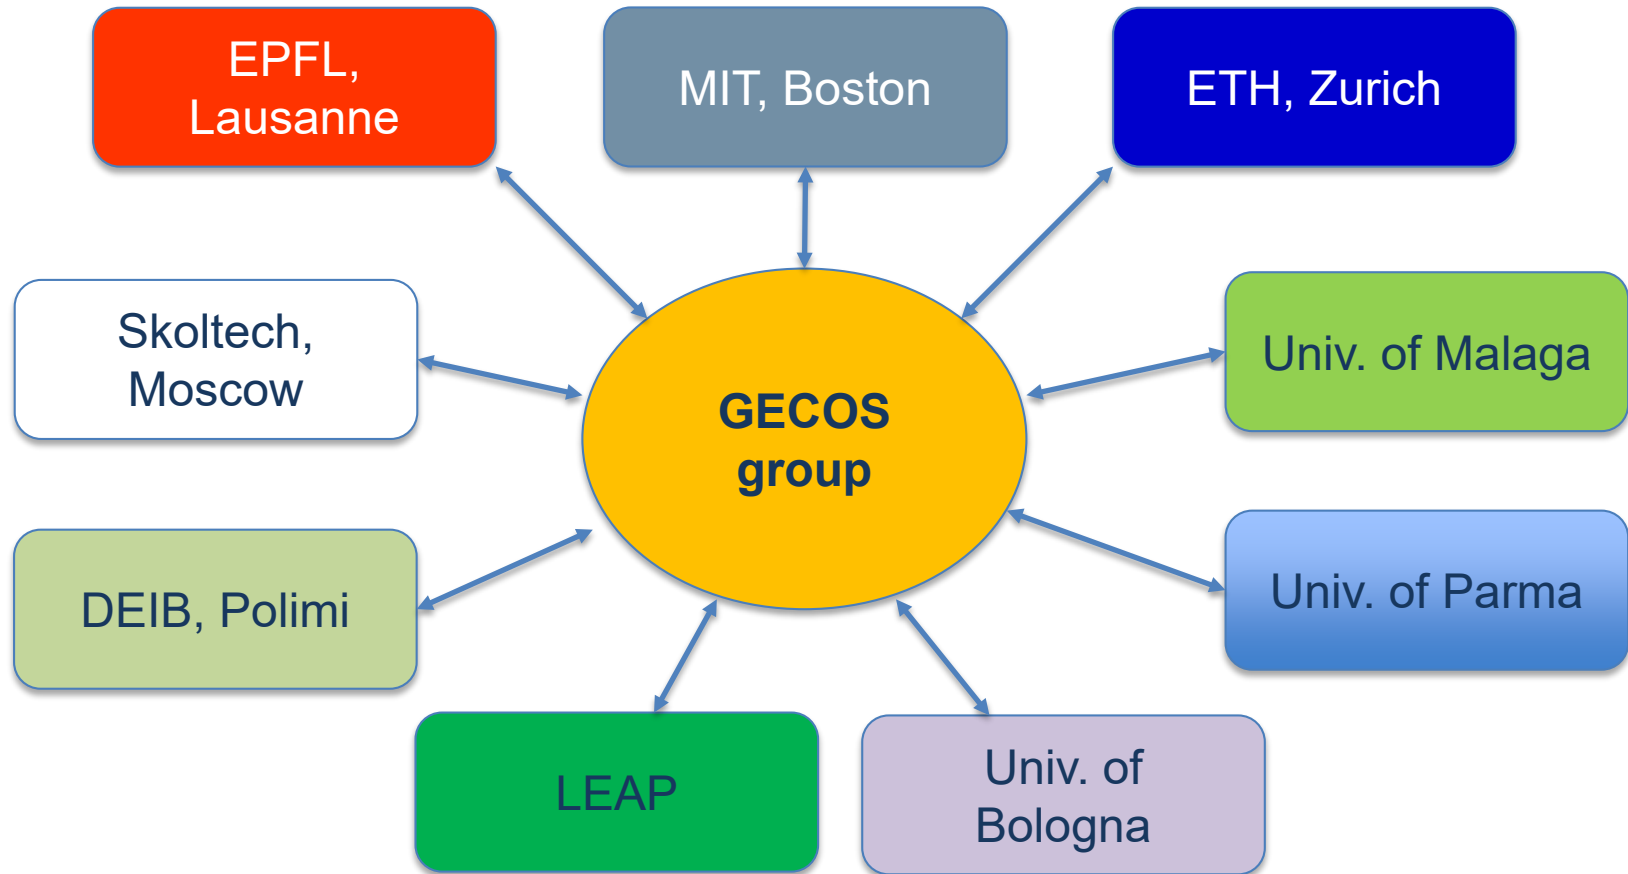 EPFL,
Lausanne
MIT, Boston
ETH, Zurich
Skoltech,
Moscow
GECOS
group
Univ. of Malaga
DEIB, Polimi
Univ. of Parma
LEAP
Univ. of
Bologna